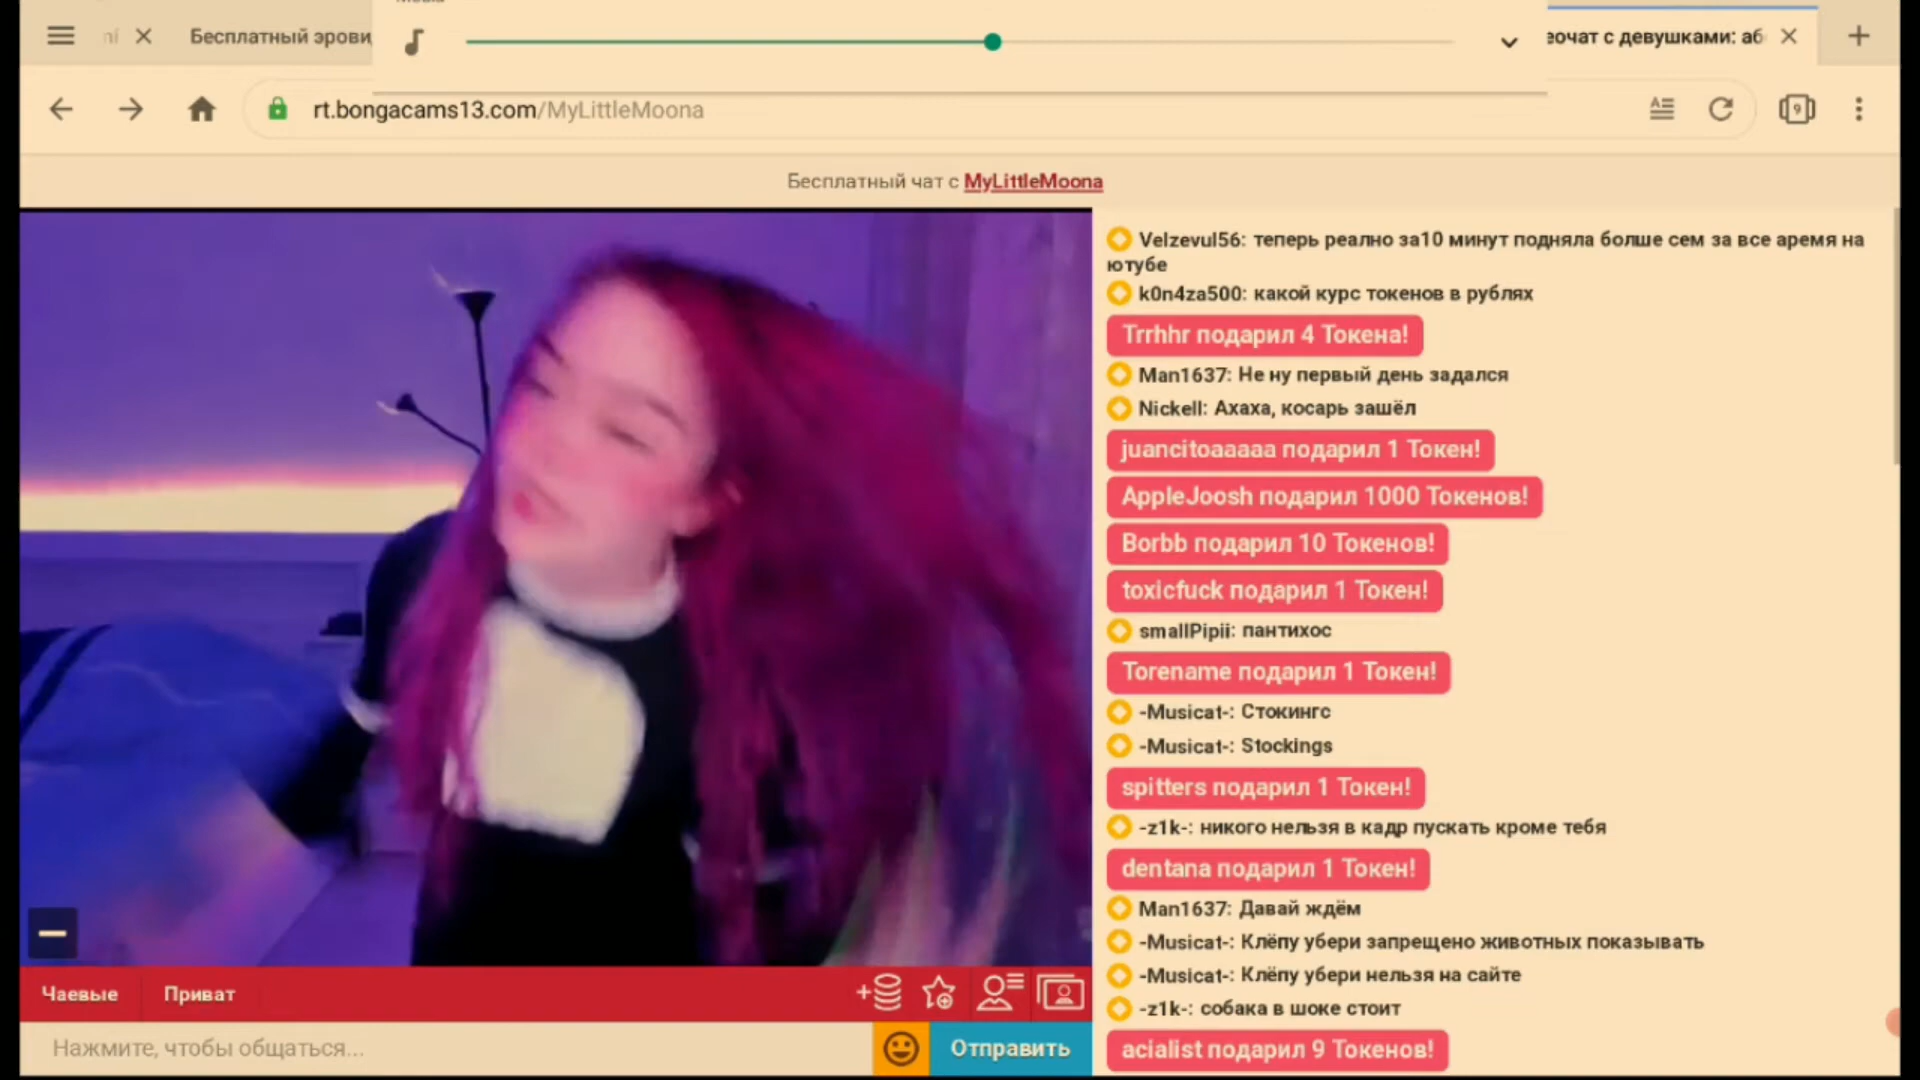 Бесплатный эрови
еочат с девушками: аб
rt.bongacams13.com/MyLittleMoona
9
Бесплатный чат с MyLittleMoona
Velzevul56: теперь реално за10 минут подняла болше сем за все аремя на
ютубе
k0n4za500: какой курс токенов в рублях
Trrhhr подарил 4 Токена!
Man1637: Не ну первый день задался
Nickell: Ахаха, косарь зашёл
juancitoaaaaa подарил 1 Токен!
AppleJoosh подарил 1000 Токенов!
Borbb подарил 10 Токенов!
toxicfuck подарил 1 Токен!
smallPipii: пантихос
Torename подарил 1 Токен!
-Musicat-: Стокингс
-Musicat-: Stockings
spitters подарил 1 Токен!
-z1k-: никого нельзя в кадр пускать кроме тебя
dentana подарил 1 Токен!
Man1637: Давай ждём
-Musicat-: Клёпу убери запрещено животных показывать
-Musicat-: Клёпу убери нельзя на сайте
-z1k-: собака в шоке стоит
acialist подарил 9 Токенов!
Чаевые
Приват
Нажмите, чтобы общаться...
Отправить